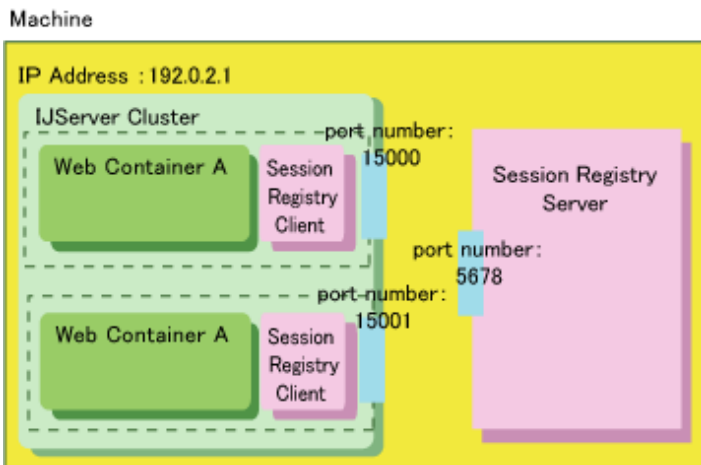 Machine
IP Address : 192.0.2.1
IJServer Cluster
port number:
15000
Web Container A
Session
Registry
Client
Session Registry
Server
port number:
5678
port number:
15001
Web Container A
Session
Registry
Client